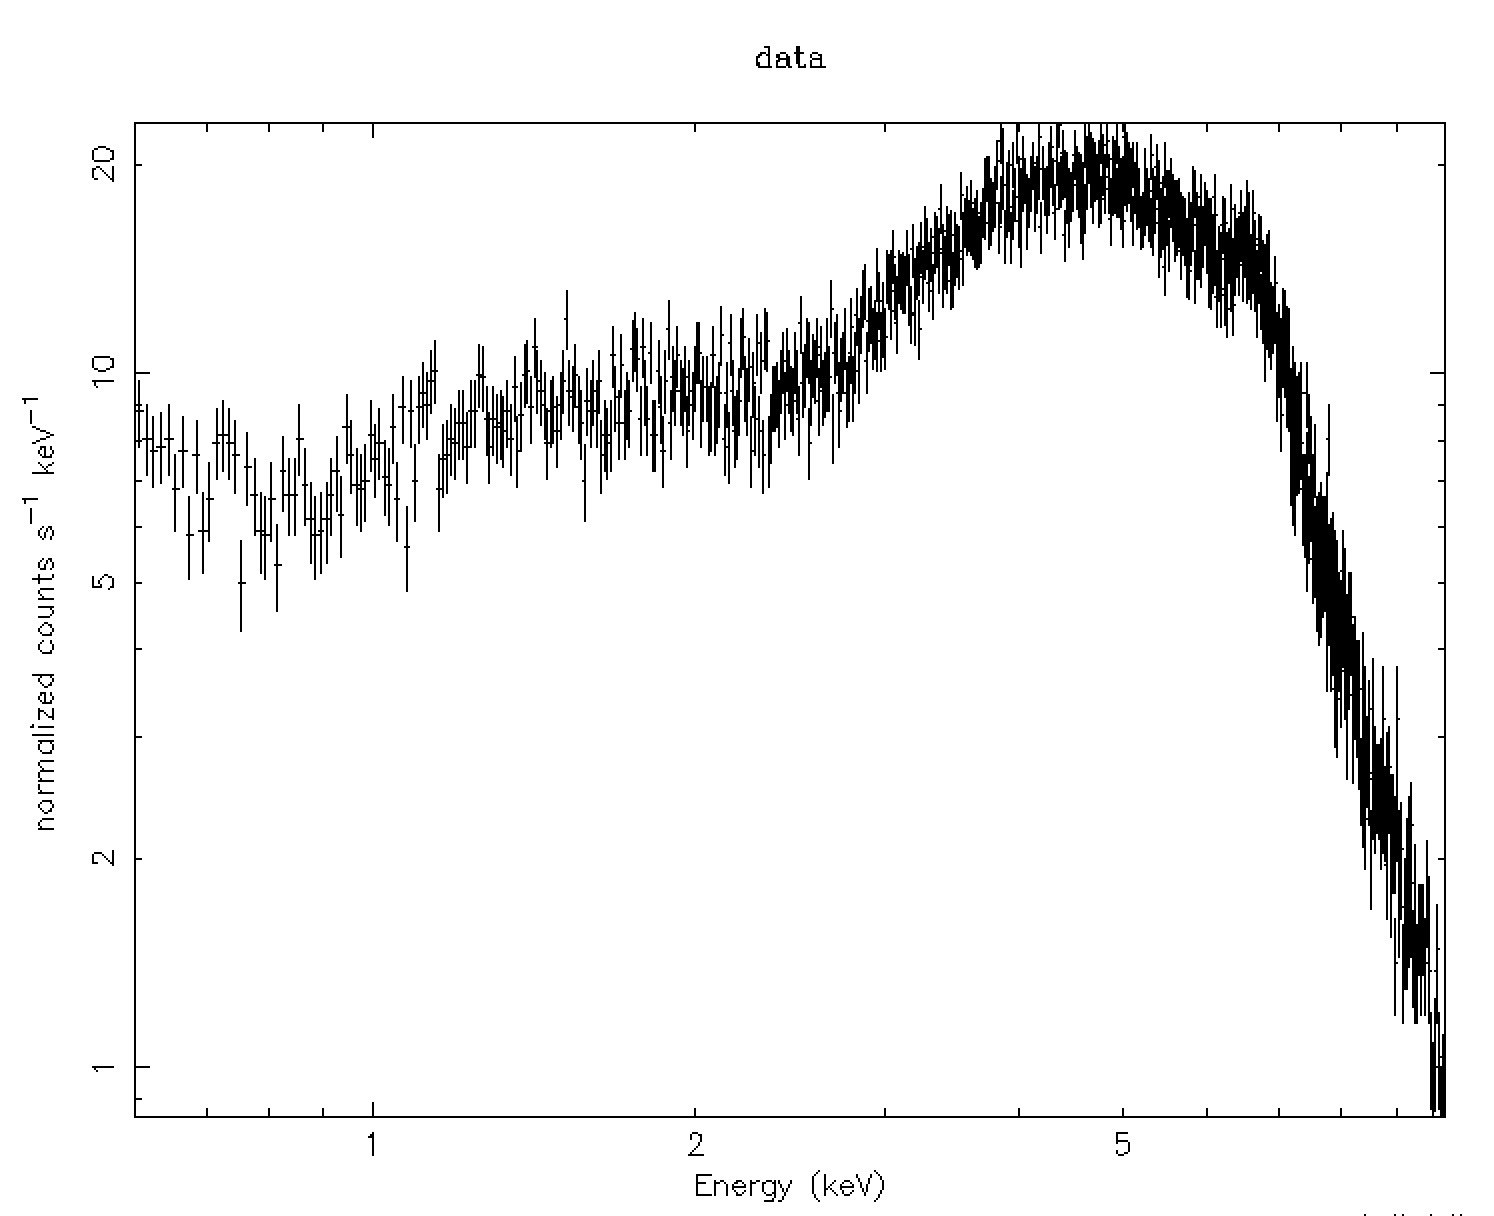 data
20
10
5
2
1
normalized counts s⁻¹ keV⁻¹
1 2 5
Energy (keV)